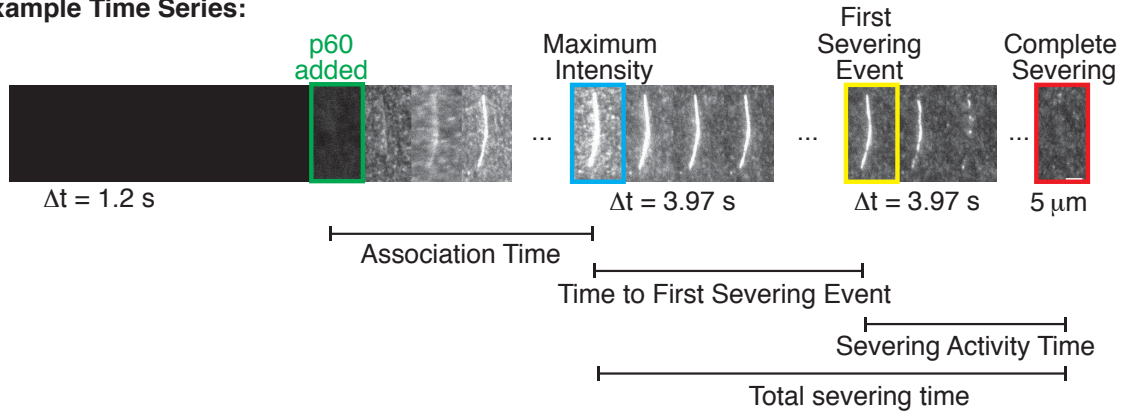 xample Time Series:
p60
added
Maximum
Intensity
First
Severing
Event
Complete
Severing
...
...
...
Δt = 1.2 s
Δt = 3.97 s
Δt = 3.97 s
5 μm
Association Time
Time to First Severing Event
Severing Activity Time
Total severing time